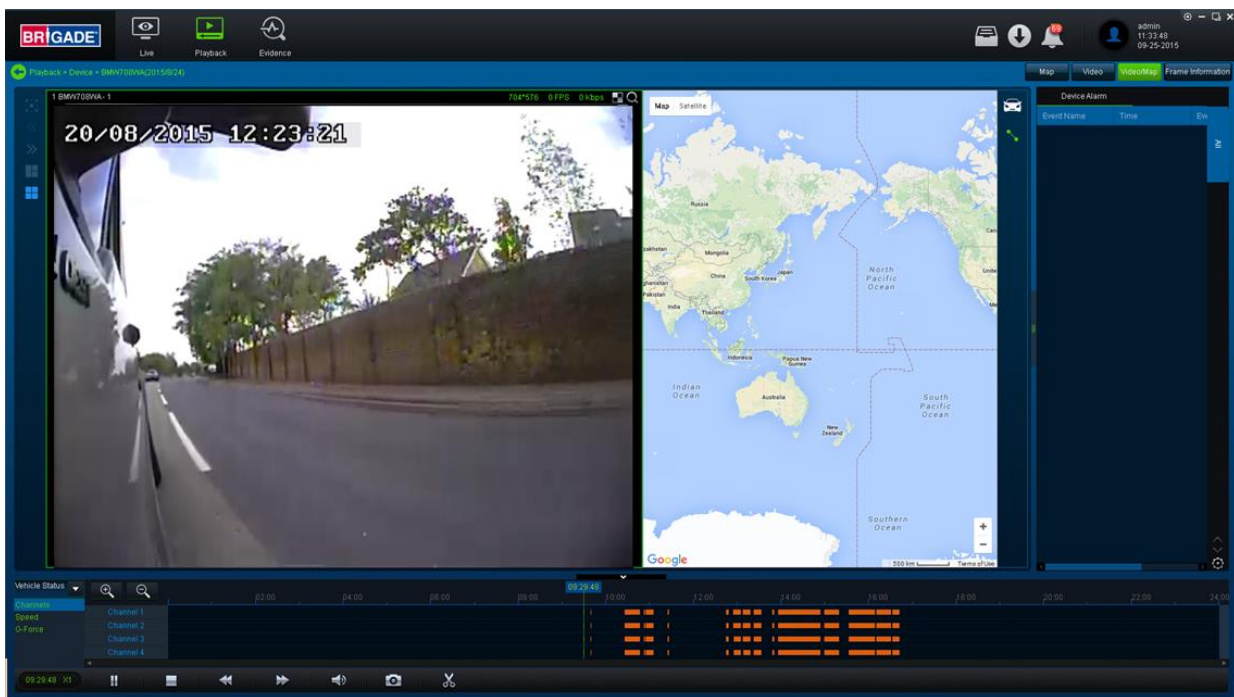 BRIGADE
Live
Playback
Evidence
69
admin
11:33:48
09-25-2015
Playback > Device > BMW708WA(2015/8/24)
Map
Video
Video/Map
Frame Information
1 BMW708WA- 1
704*576 0 FPS 0 kbps
20/08/2015 12:23:21
Map Satellite
Russia
Mongolia
China
South Korea
Japan
Pakistan
India
Thailand
Indonesia
Papua New
Guinea
Australia
New
Zealand
North
Pacific
Ocean
Indian
Ocean
South
Pacific
Ocean
Southern
Ocean
Google
500 km
Terms of Use
Device Alarm
Event Name Time Ev
All
Vehicle Status
Channels
Speed
G-Force
09:29:48
02:00 04:00 06:00 08:00 10:00 12:00 14:00 16:00 18:00 20:00 22:00 24:00
Channel 1
Channel 2
Channel 3
Channel 4
09:29:48 X1